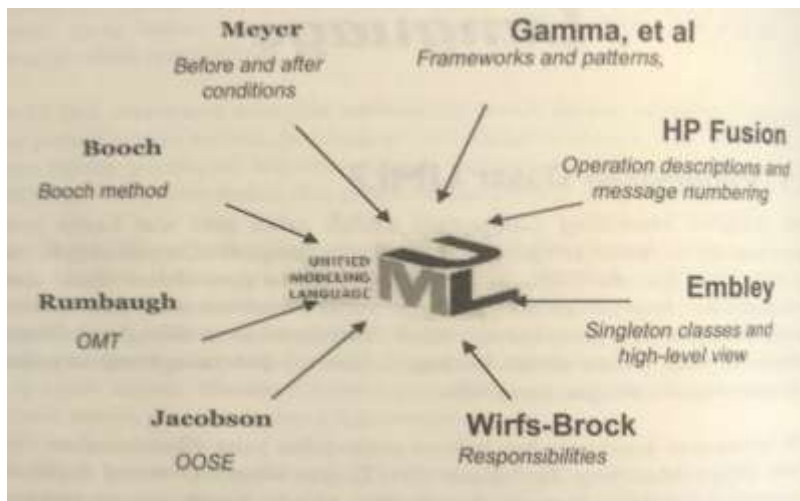 Meyer
Before and after
conditions
Gamma, et al
Frameworks and patterns,
HP Fusion
Operation descriptions and
message numbering
Booch
Booch method
UNIFIED
MODELING
LANGUAGE
UML
Embley
Singleton classes and
high-level view
Rumbaugh
OMT
Jacobson
OOSE
Wirfs-Brock
Responsibilities